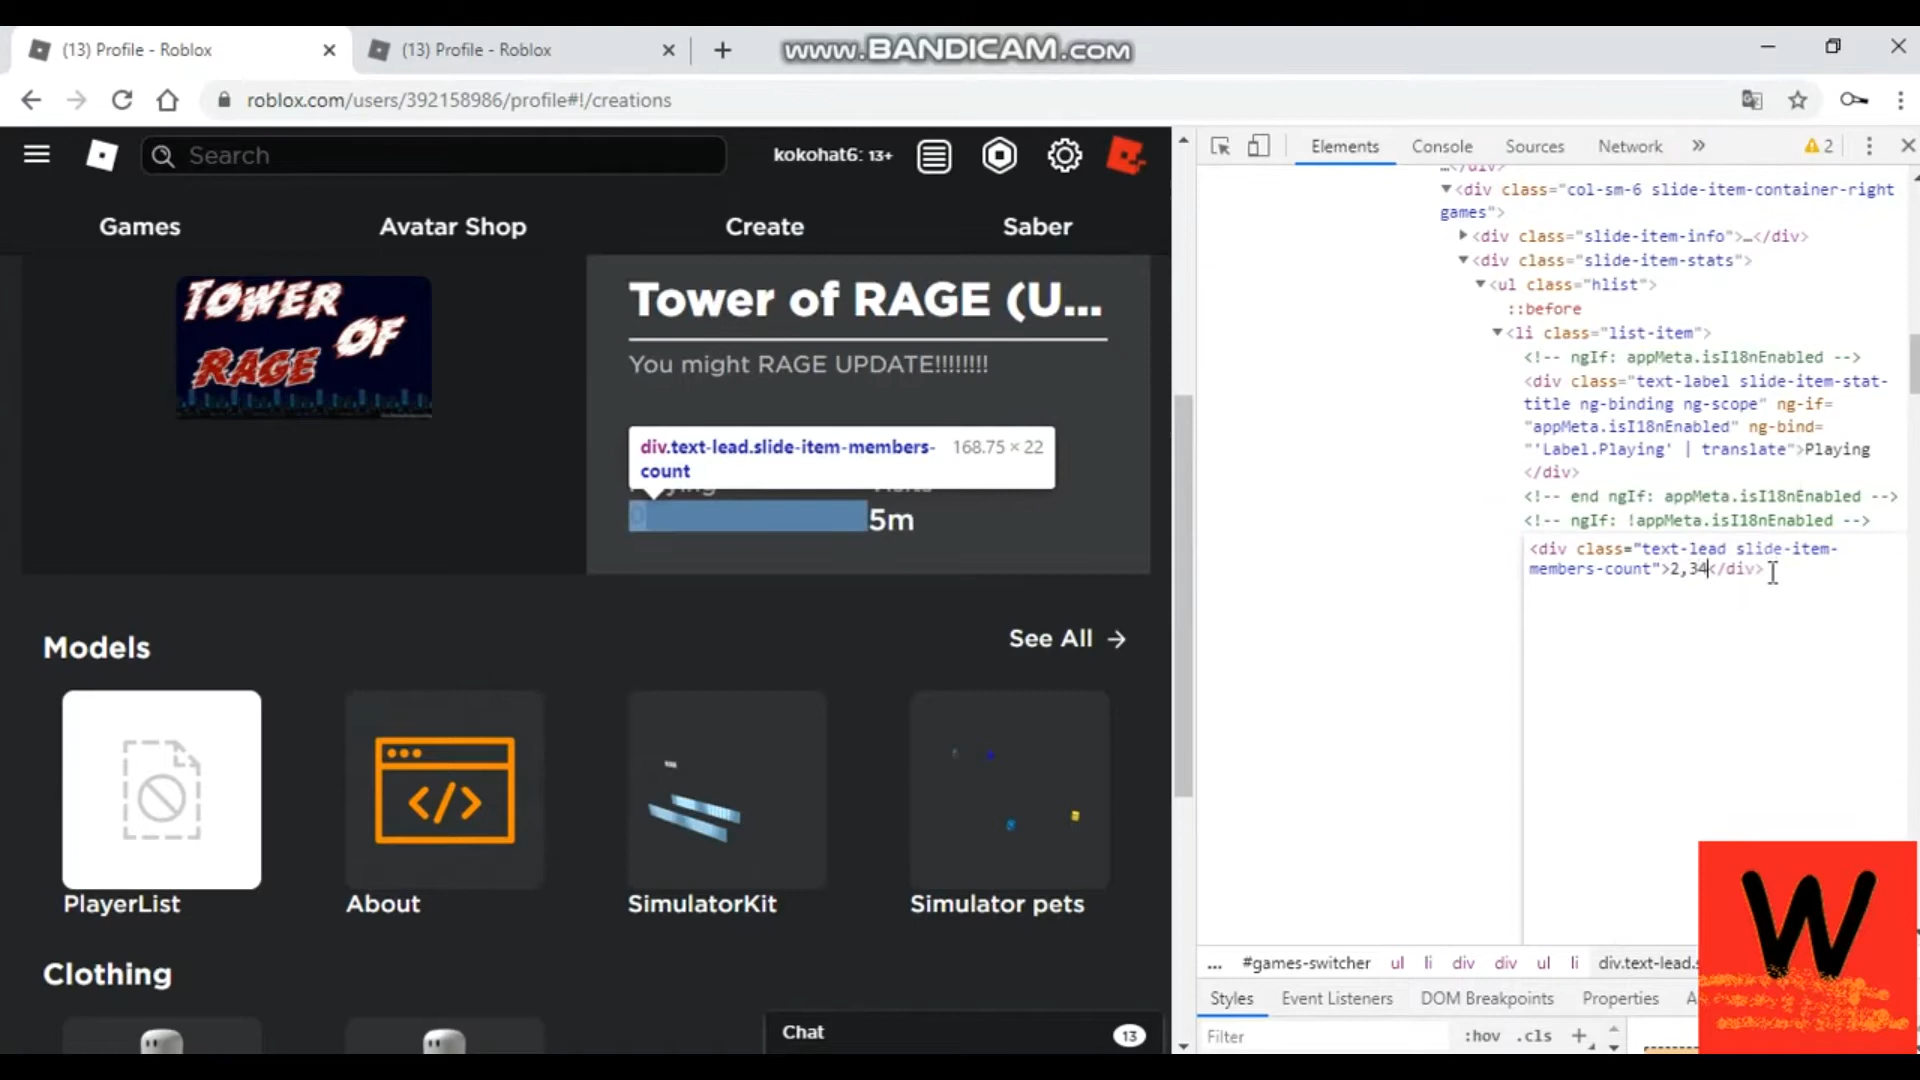 (13) Profile - Roblox
(13) Profile - Roblox
www.BANDICAM.com
roblox.com/users/392158986/profile#!/creations
Search
kokohat6: 13+
Games
Avatar Shop
Create
Saber
TOWER
OF
RAGE
Tower of RAGE (U...
You might RAGE UPDATE!!!!!!!!
div.text-lead.slide-item-members-
count
168.75 × 22
0
5m
Models
See All
PlayerList
About
SimulatorKit
Simulator pets
Clothing
Chat
13
Elements
Console
Sources
Network
»
2
…</div>
<div class="col-sm-6 slide-item-container-right
games">
<div class="slide-item-info">…</div>
<div class="slide-item-stats">
<ul class="hlist">
::before
<li class="list-item">
<!-- ngIf: appMeta.isI18nEnabled -->
<div class="text-label slide-item-stat-
title ng-binding ng-scope" ng-if=
"appMeta.isI18nEnabled" ng-bind=
"'Label.Playing' | translate">Playing
</div>
<!-- end ngIf: appMeta.isI18nEnabled -->
<!-- ngIf: !appMeta.isI18nEnabled -->
<div class="text-lead slide-item-
members-count">2,34</div>
... #games-switcher ul li div div ul li div.text-lead.s
Styles
Event Listeners
DOM Breakpoints
Properties
A
Filter
:hov .cls +
W